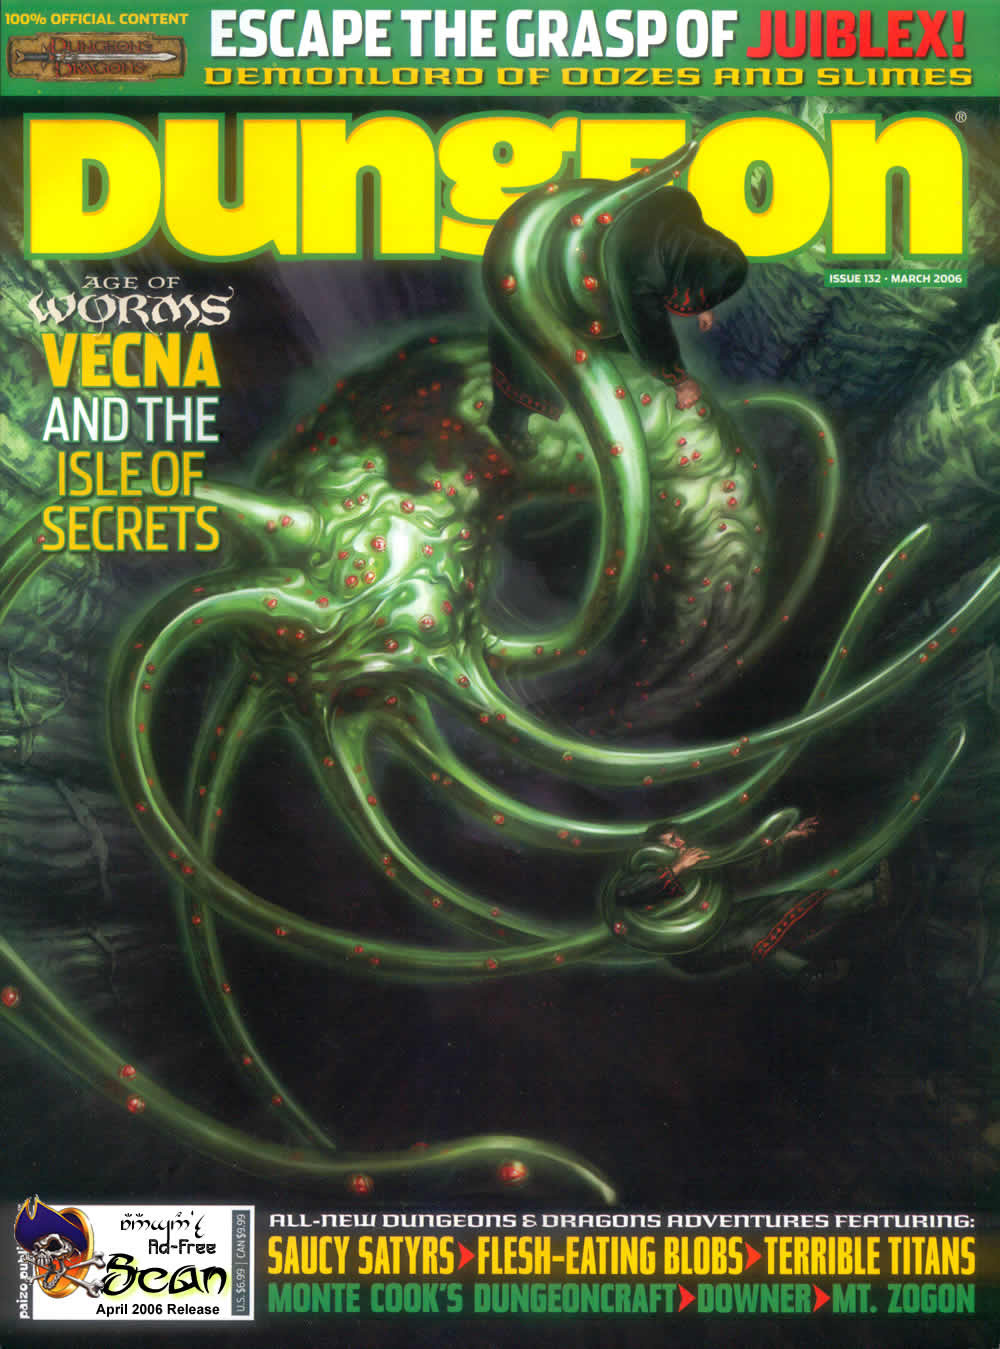 100% OFFICIAL CONTENT
DUNGEONS
DRAGONS
ESCAPE THE GRASP OF JUIBLEX!
DEMONLORD OF OOZES AND SLIMES
DUNGEON®
ISSUE 132 · MARCH 2006
AGE OF
WORMS
VECNA
AND THE
ISLE OF
SECRETS
Ad-Free
Scan
April 2006 Release
U.S. $6.99 | CAN $9.99
ALL-NEW DUNGEONS & DRAGONS ADVENTURES FEATURING:
SAUCY SATYRS FLESH-EATING BLOBS TERRIBLE TITANS
MONTE COOK'S DUNGEONCRAFT DOWNER MT. ZOGON